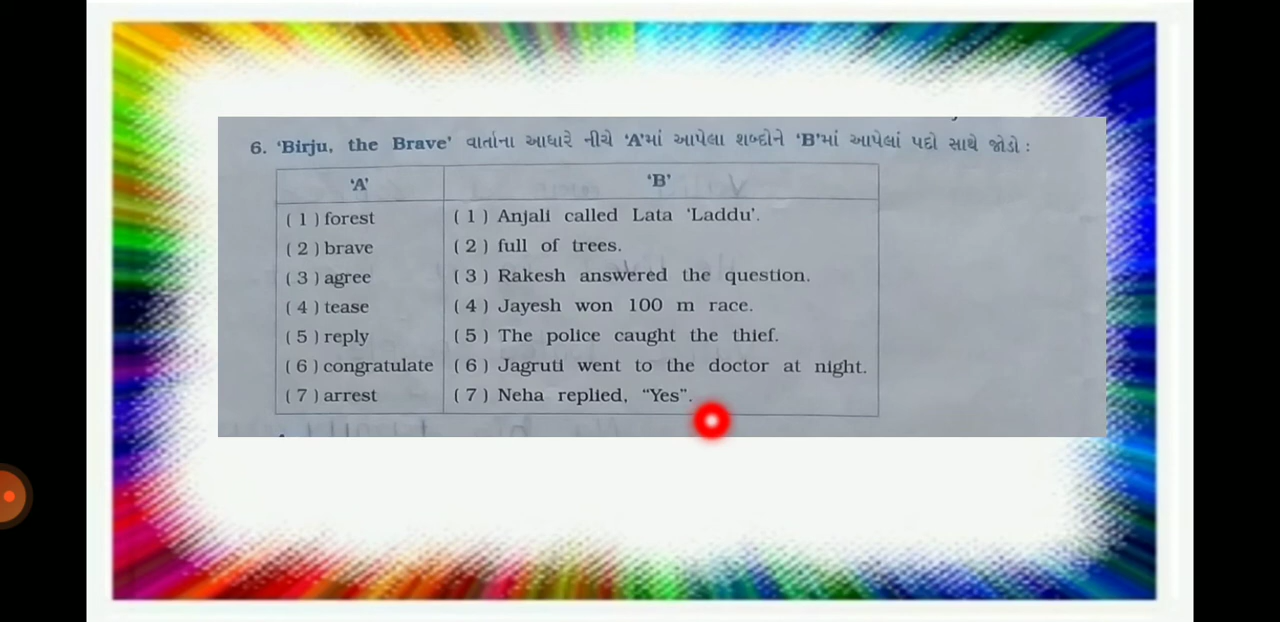 6. 'Birju, the Brave' વાર્તાના આધારે નીચે 'A'માં આપેલા શબ્દોને 'B'માં આપેલાં પદો સાથે જોડો :
'A' 'B'
( 1 ) forest ( 1 ) Anjali called Lata 'Laddu'.
( 2 ) brave ( 2 ) full of trees.
( 3 ) agree ( 3 ) Rakesh answered the question.
( 4 ) tease ( 4 ) Jayesh won 100 m race.
( 5 ) reply ( 5 ) The police caught the thief.
( 6 ) congratulate ( 6 ) Jagruti went to the doctor at night.
( 7 ) arrest ( 7 ) Neha replied, "Yes".